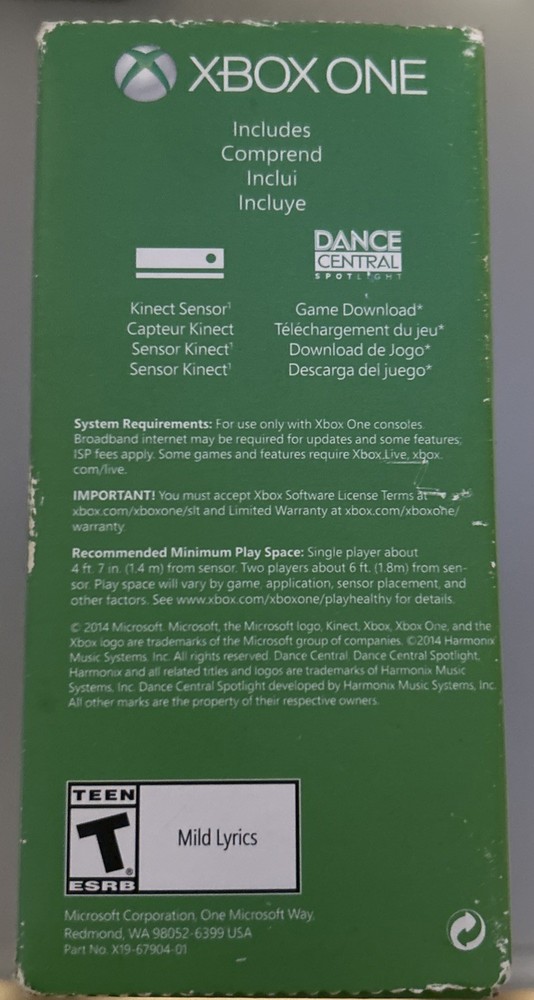 XBOX ONE
Includes
Comprend
Inclui
Incluye
DANCE
CENTRAL
SPOTLIGHT
Kinect Sensor¹
Capteur Kinect
Sensor Kinect¹
Sensor Kinect¹
Game Download*
Téléchargement du jeu*
Download de Jogo*
Descarga del juego*
System Requirements: For use only with Xbox One consoles.
Broadband internet may be required for updates and some features;
ISP fees apply. Some games and features require Xbox Live, xbox.
com/live.
IMPORTANT! You must accept Xbox Software License Terms at
xbox.com/xboxone/slt and Limited Warranty at xbox.com/xboxone/
warranty.
Recommended Minimum Play Space: Single player about
4 ft. 7 in. (1.4 m) from sensor. Two players about 6 ft. (1.8m) from sen-
sor. Play space will vary by game, application, sensor placement, and
other factors. See www.xbox.com/xboxone/playhealthy for details.
© 2014 Microsoft. Microsoft, the Microsoft logo, Kinect, Xbox, Xbox One, and the
Xbox logo are trademarks of the Microsoft group of companies. ©2014 Harmonix
Music Systems, Inc. All rights reserved. Dance Central, Dance Central Spotlight,
Harmonix and all related titles and logos are trademarks of Harmonix Music
Systems, Inc. Dance Central Spotlight developed by Harmonix Music Systems, Inc.
All other marks are the property of their respective owners.
TEEN
T
®
ESRB
Mild Lyrics
Microsoft Corporation, One Microsoft Way,
Redmond, WA 98052-6399 USA
Part No. X19-67904-01